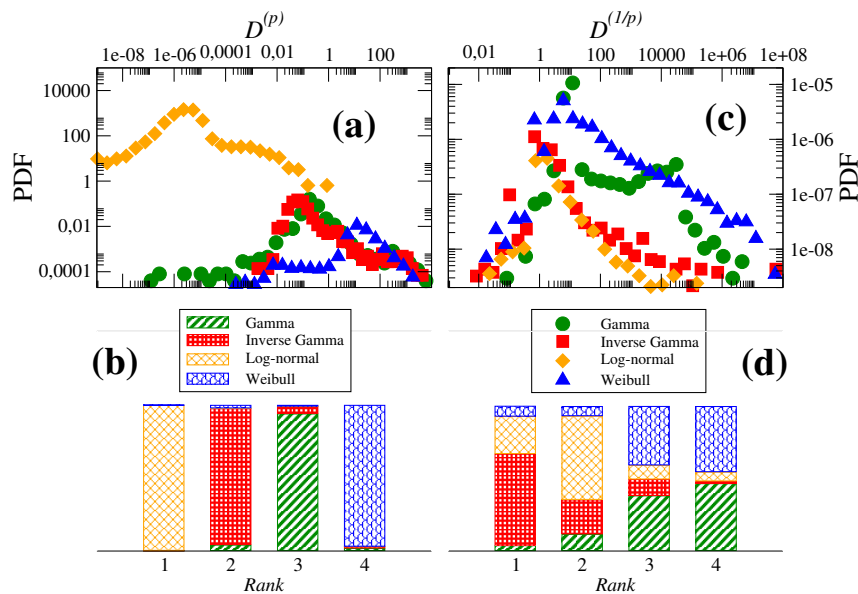 D^(p)
D^(1/p)
1e-08 1e-06 0,0001 0,01 1 100
0,01 1 100 10000 1e+06 1e+08
PDF
10000
100
1
0,01
0,0001
(a)
PDF
1e-05
1e-06
1e-07
1e-08
(c)
(b)
Gamma
Inverse Gamma
Log-normal
Weibull
Gamma
Inverse Gamma
Log-normal
Weibull
(d)
1 2 3 4
Rank
1 2 3 4
Rank